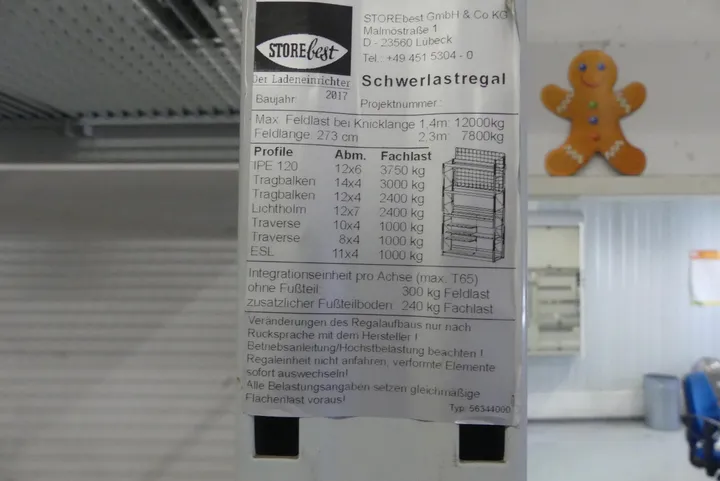 STOREbest
Der Ladeneinrichter
STOREbest GmbH & Co KG
Malmostraße 1
D - 23560 Lübeck
Tel.: +49 451 5304 - 0
Schwerlastregal
Baujahr: 2017 Projektnummer:
Max. Feldlast bei Knicklänge 1,4m: 12000kg
Feldlänge: 273 cm 2,3m: 7800kg
Profile Abm. Fachlast
IPE 120 12x6 3750 kg
Tragbalken 14x4 3000 kg
Tragbalken 12x4 2400 kg
Lichtholm 12x7 2400 kg
Traverse 10x4 1000 kg
Traverse 8x4 1000 kg
ESL 11x4 1000 kg
Integrationseinheit pro Achse (max. T65)
ohne Fußteil: 300 kg Feldlast
zusätzlicher Fußteilboden: 240 kg Fachlast
Veränderungen des Regalaufbaus nur nach
Rücksprache mit dem Hersteller !
Betriebsanleitung/Höchstbelastung beachten !
Regaleinheit nicht anfahren, verformte Elemente
sofort auswechseln!
Alle Belastungsangaben setzen gleichmäßige
Flächenlast voraus!
Typ: 56344000